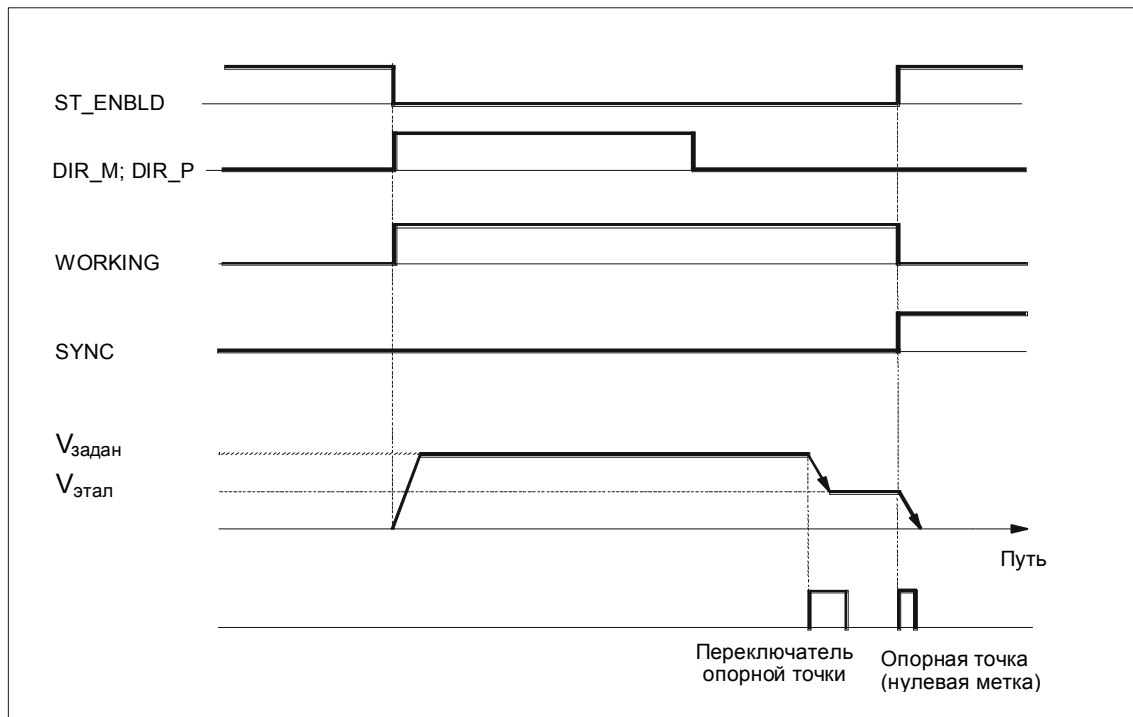 ST_ENBLD
DIR_M; DIR_P
WORKING
SYNC
Vзадан
Vэтал
Путь
Переключатель
опорной точки
Опорная точка
(нулевая метка)